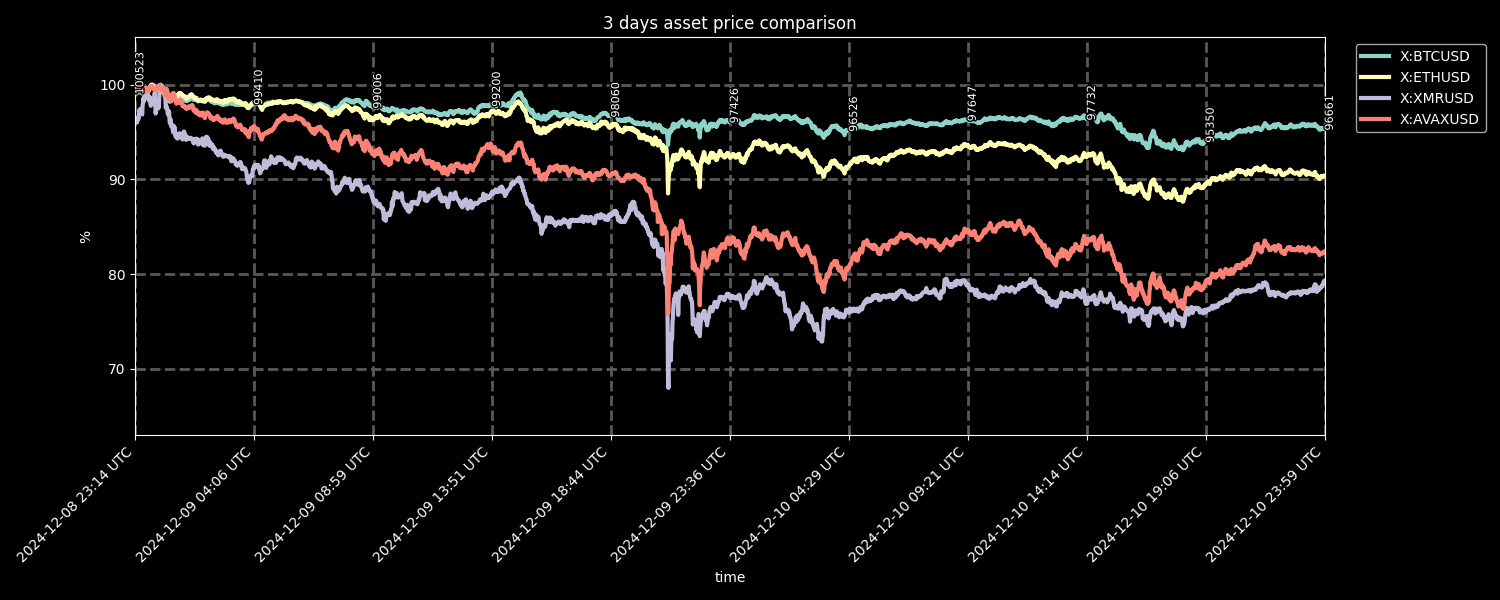 3 days asset price comparison
X:BTCUSD
X:ETHUSD
X:XMRUSD
X:AVAXUSD
100523
99410
99006
99200
98060
97426
96526
97647
97732
95350
96661
100
90
80
70
%
2024-12-08 23:14 UTC
2024-12-09 04:06 UTC
2024-12-09 08:59 UTC
2024-12-09 13:51 UTC
2024-12-09 18:44 UTC
2024-12-09 23:36 UTC
2024-12-10 04:29 UTC
2024-12-10 09:21 UTC
2024-12-10 14:14 UTC
2024-12-10 19:06 UTC
2024-12-10 23:59 UTC
time